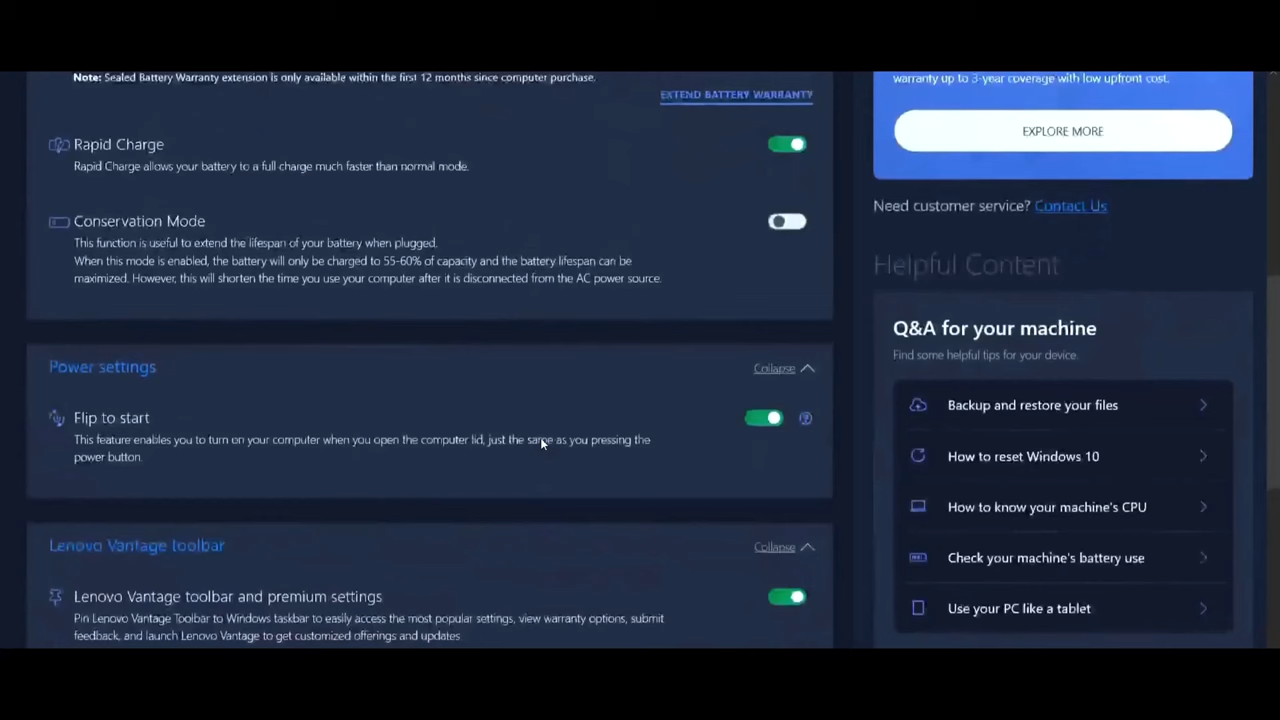 Note: Sealed Battery Warranty extension is only available within the first 12 months since computer purchase.
EXTEND BATTERY WARRANTY
Rapid Charge
Rapid Charge allows your battery to a full charge much faster than normal mode.
Conservation Mode
This function is useful to extend the lifespan of your battery when plugged.
When this mode is enabled, the battery will only be charged to 55-60% of capacity and the battery lifespan can be
maximized. However, this will shorten the time you use your computer after it is disconnected from the AC power source.
Power settings
Collapse
Flip to start
This feature enables you to turn on your computer when you open the computer lid, just the same as you pressing the
power button.
Lenovo Vantage toolbar
Collapse
Lenovo Vantage toolbar and premium settings
Pin Lenovo Vantage Toolbar to Windows taskbar to easily access the most popular settings, view warranty options, submit
feedback, and launch Lenovo Vantage to get customized offerings and updates
warranty up to 3-year coverage with low upfront cost.
EXPLORE MORE
Need customer service? Contact Us
Helpful Content
Q&A for your machine
Find some helpful tips for your device.
Backup and restore your files
How to reset Windows 10
How to know your machine's CPU
Check your machine's battery use
Use your PC like a tablet